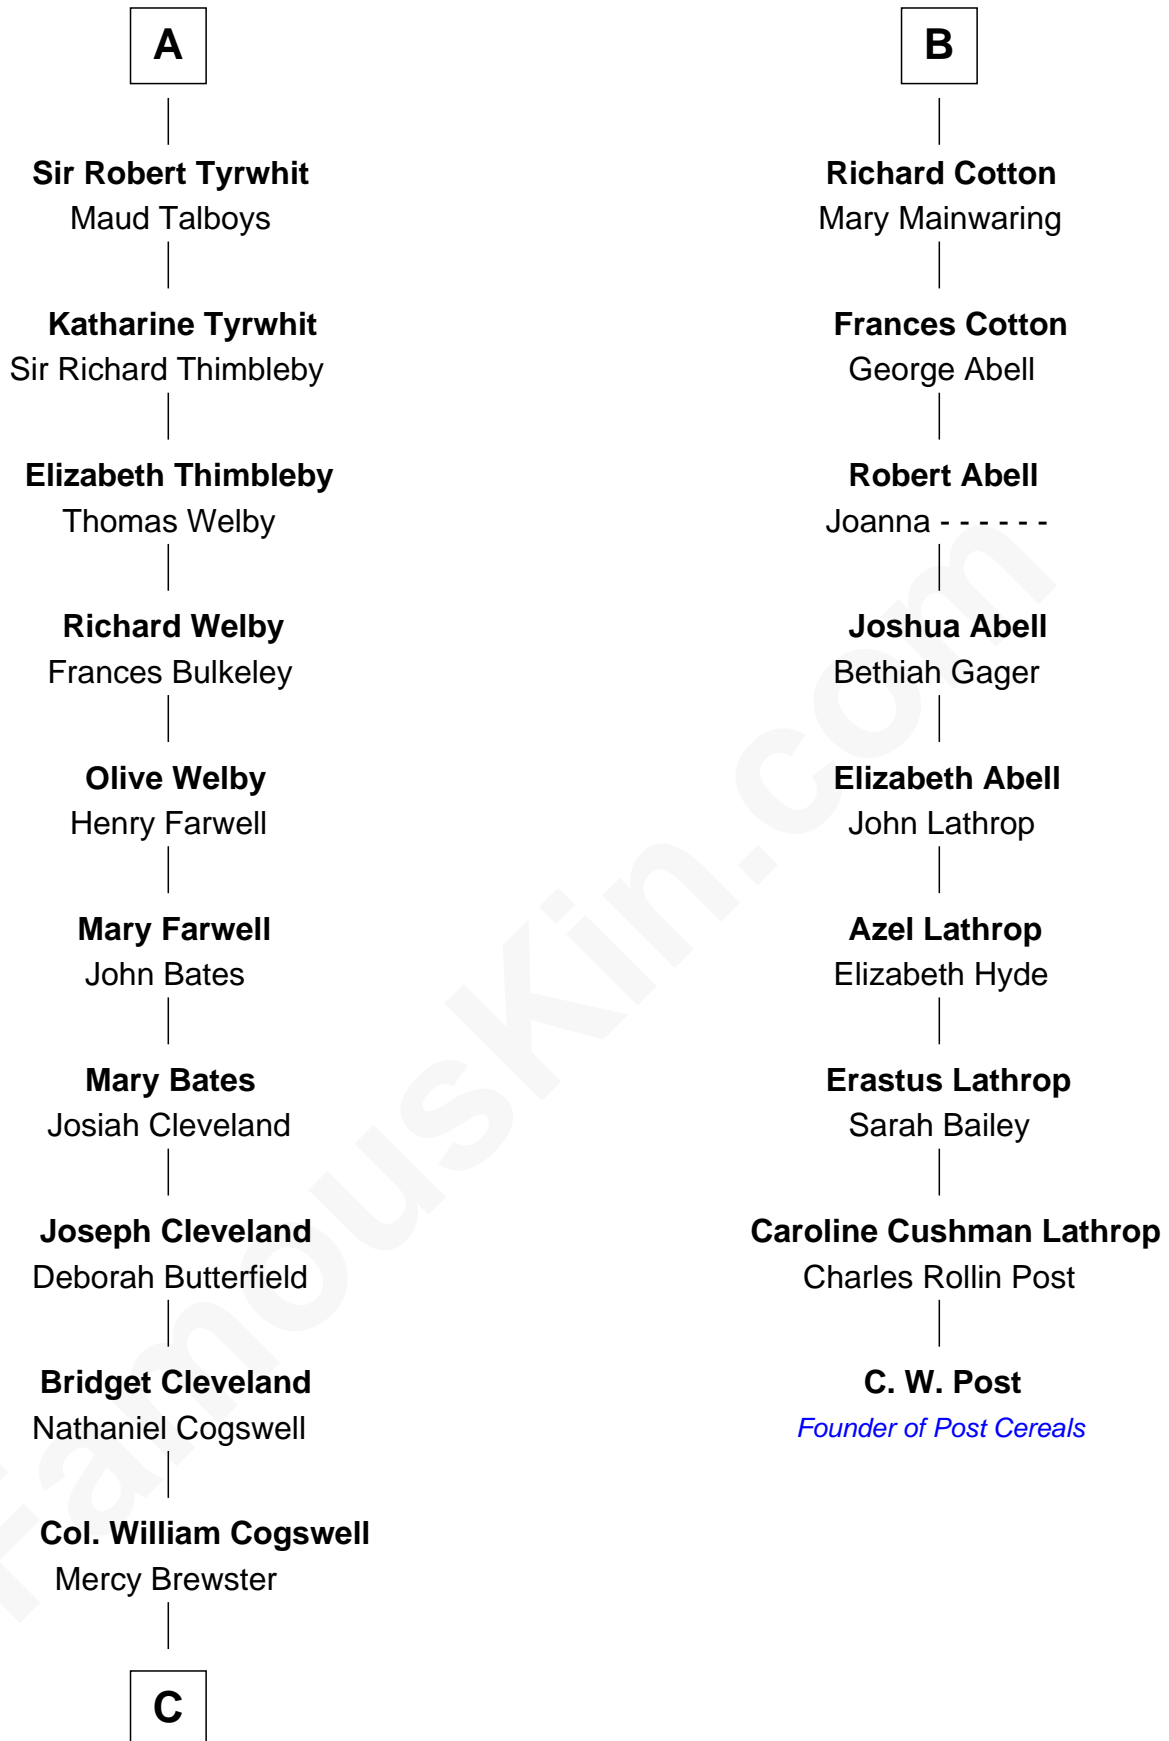 A
Sir Robert Tyrwhit
Maud Talboys
Katharine Tyrwhit
Sir Richard Thimbleby
Elizabeth Thimbleby
Thomas Welby
Richard Welby
Frances Bulkeley
Olive Welby
Henry Farwell
Mary Farwell
John Bates
Mary Bates
Josiah Cleveland
Joseph Cleveland
Deborah Butterfield
Bridget Cleveland
Nathaniel Cogswell
Col. William Cogswell
Mercy Brewster
C
B
Richard Cotton
Mary Mainwaring
Frances Cotton
George Abell
Robert Abell
Joanna - - - - - -
Joshua Abell
Bethiah Gager
Elizabeth Abell
John Lathrop
Azel Lathrop
Elizabeth Hyde
Erastus Lathrop
Sarah Bailey
Caroline Cushman Lathrop
Charles Rollin Post
C. W. Post
Founder of Post Cereals
FamousKin.com